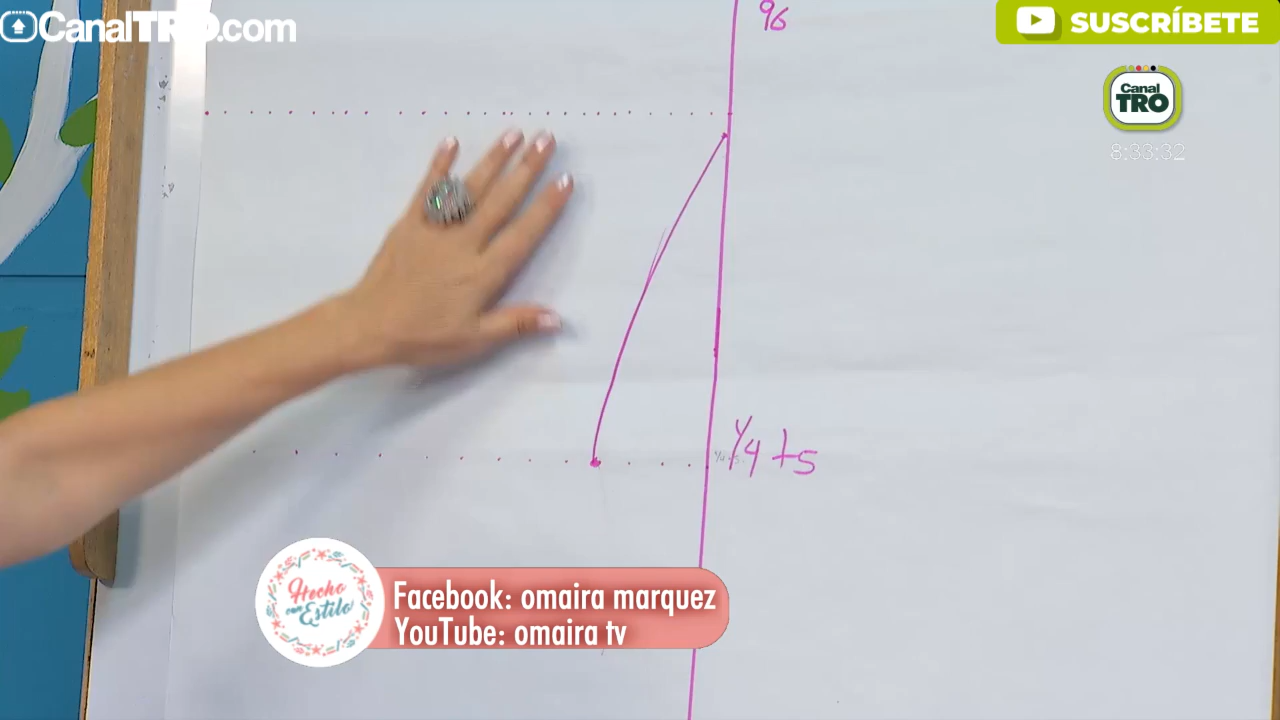 CanalTRO.com
96
SUSCRÍBETE
Canal
TRO
8:33:32
1/4 +5
Hecho
con Estilo
Facebook: omaira marquez
YouTube: omaira tv